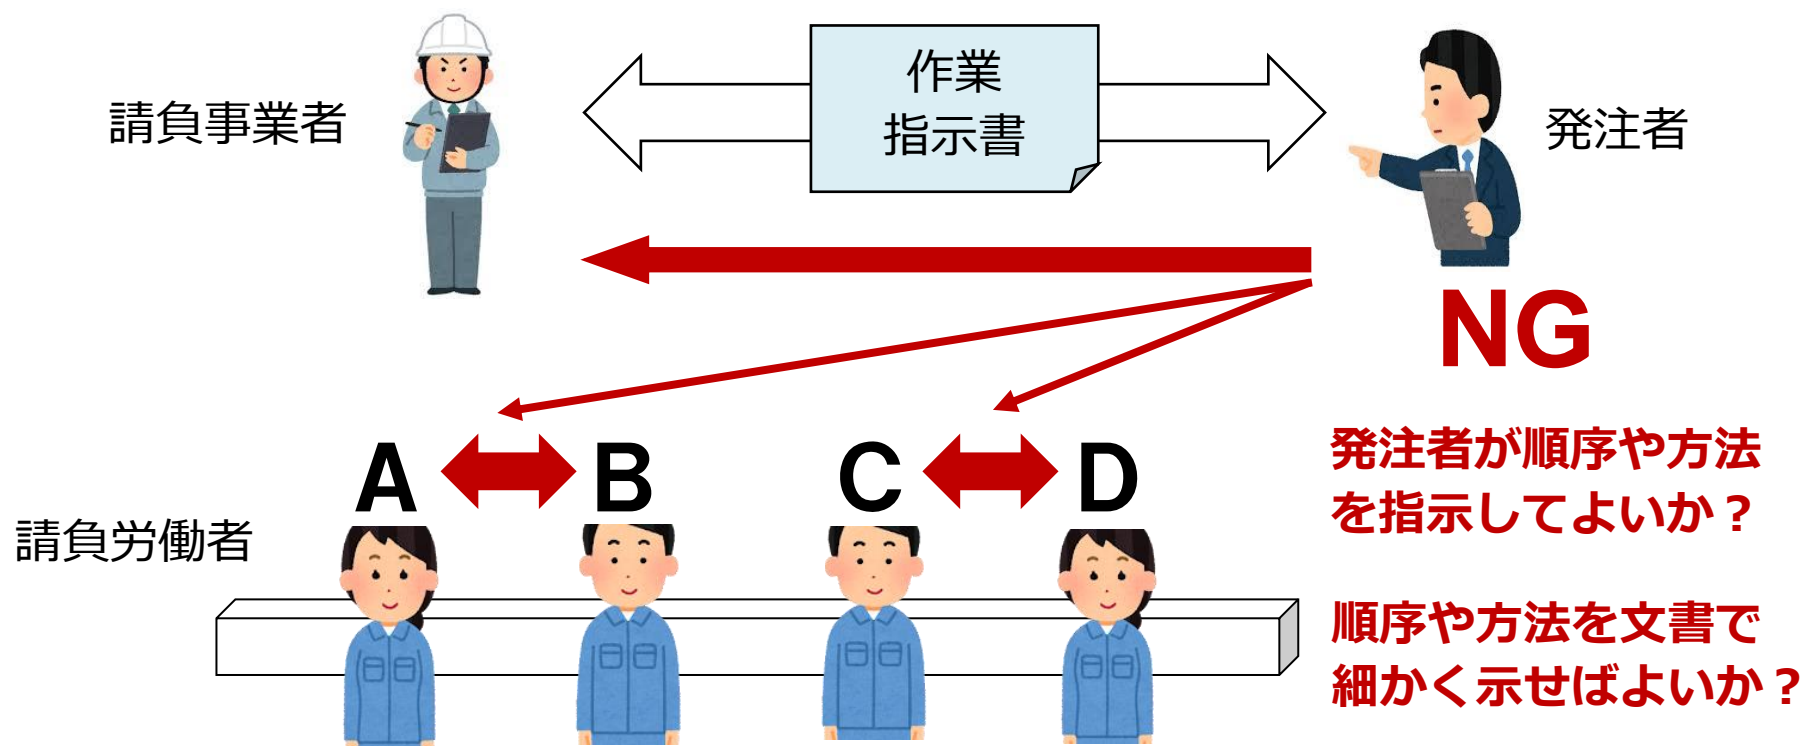 請負事業者
作業
指示書
発注者
NG
A
B
C
D
発注者が順序や方法
を指示してよいか？
請負労働者
順序や方法を文書で
細かく示せばよいか？